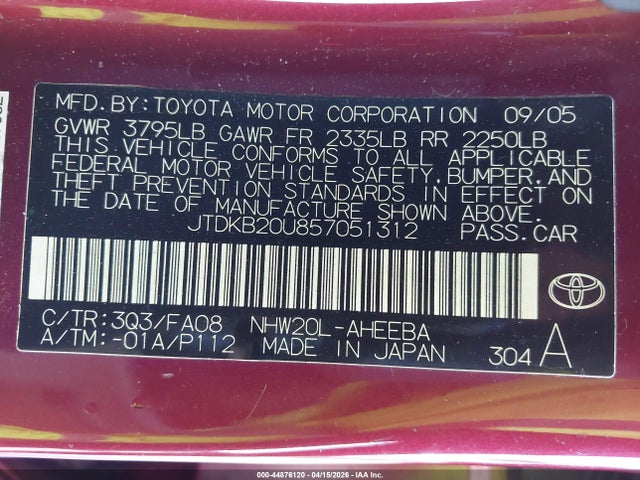 MFD. BY: TOYOTA MOTOR CORPORATION 09/05
GVWR 3795LB GAWR FR 2335LB RR 2250LB
THIS VEHICLE CONFORMS TO ALL APPLICABLE
FEDERAL MOTOR VEHICLE SAFETY, BUMPER, AND
THEFT PREVENTION STANDARDS IN EFFECT ON
THE DATE OF MANUFACTURE SHOWN ABOVE.
JTDKB20U857051312 PASS.CAR
C/TR: 3Q3/FA08 NHW20L-AHEEBA
A/TM: -01A/P112 MADE IN JAPAN 304 A
000-44876120 - 04/15/2026 - IAA Inc.